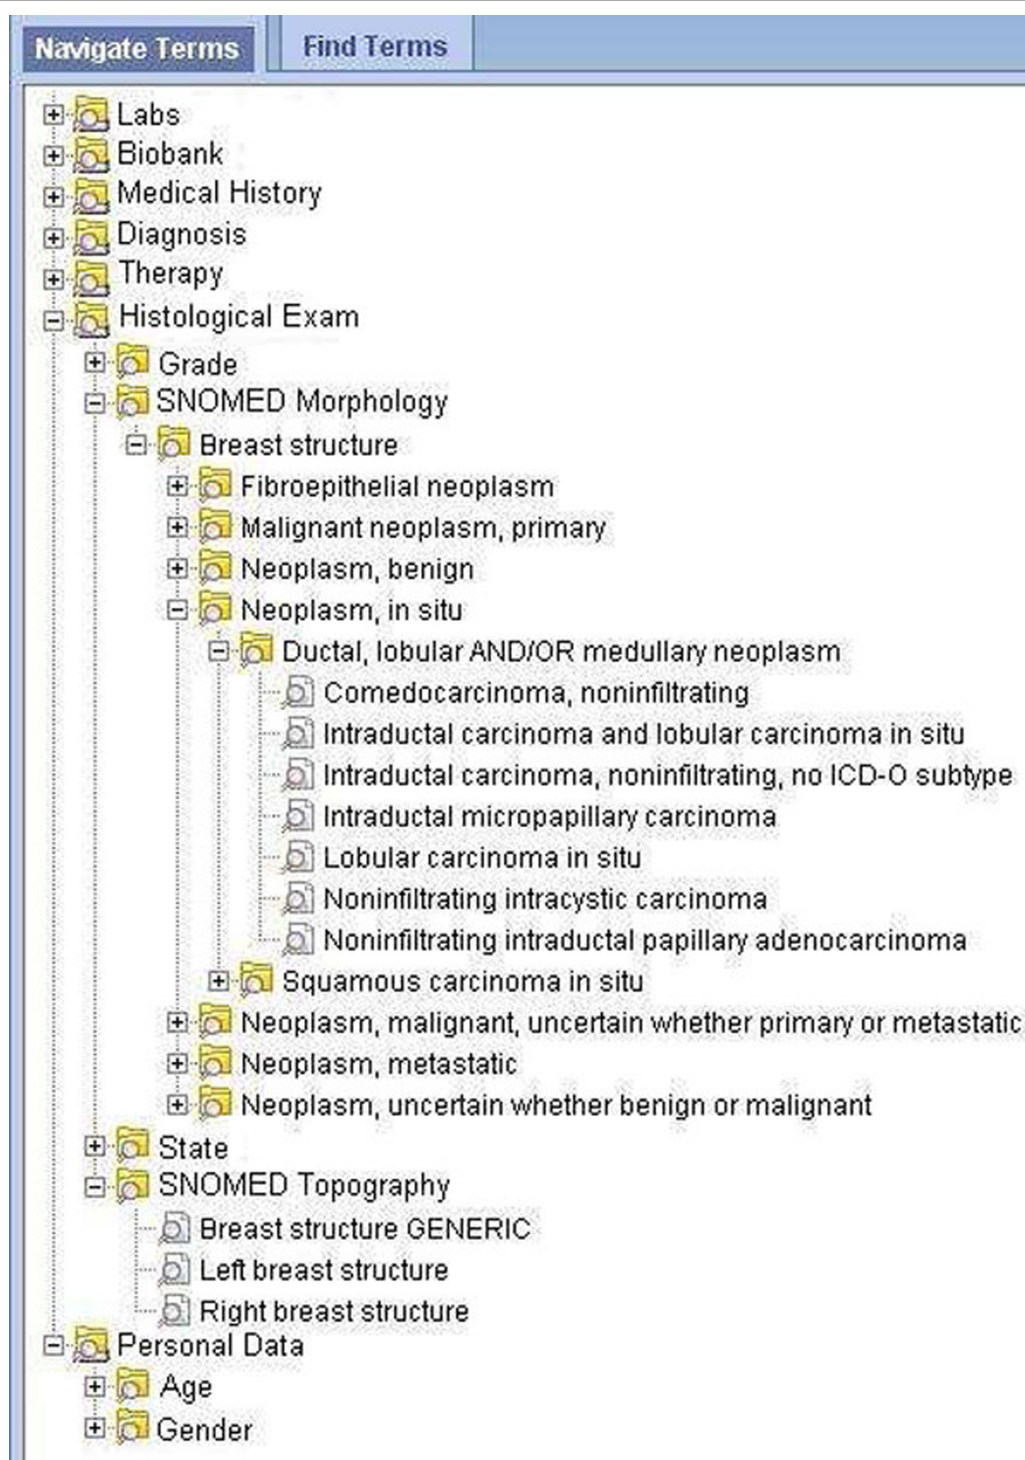 Navigate Terms
Find Terms
Labs
Biobank
Medical History
Diagnosis
Therapy
Histological Exam
Grade
SNOMED Morphology
Breast structure
Fibroepithelial neoplasm
Malignant neoplasm, primary
Neoplasm, benign
Neoplasm, in situ
Ductal, lobular AND/OR medullary neoplasm
Comedocarcinoma, noninfiltrating
Intraductal carcinoma and lobular carcinoma in situ
Intraductal carcinoma, noninfiltrating, no ICD-O subtype
Intraductal micropapillary carcinoma
Lobular carcinoma in situ
Noninfiltrating intracystic carcinoma
Noninfiltrating intraductal papillary adenocarcinoma
Squamous carcinoma in situ
Neoplasm, malignant, uncertain whether primary or metastatic
Neoplasm, metastatic
Neoplasm, uncertain whether benign or malignant
State
SNOMED Topography
Breast structure GENERIC
Left breast structure
Right breast structure
Personal Data
Age
Gender